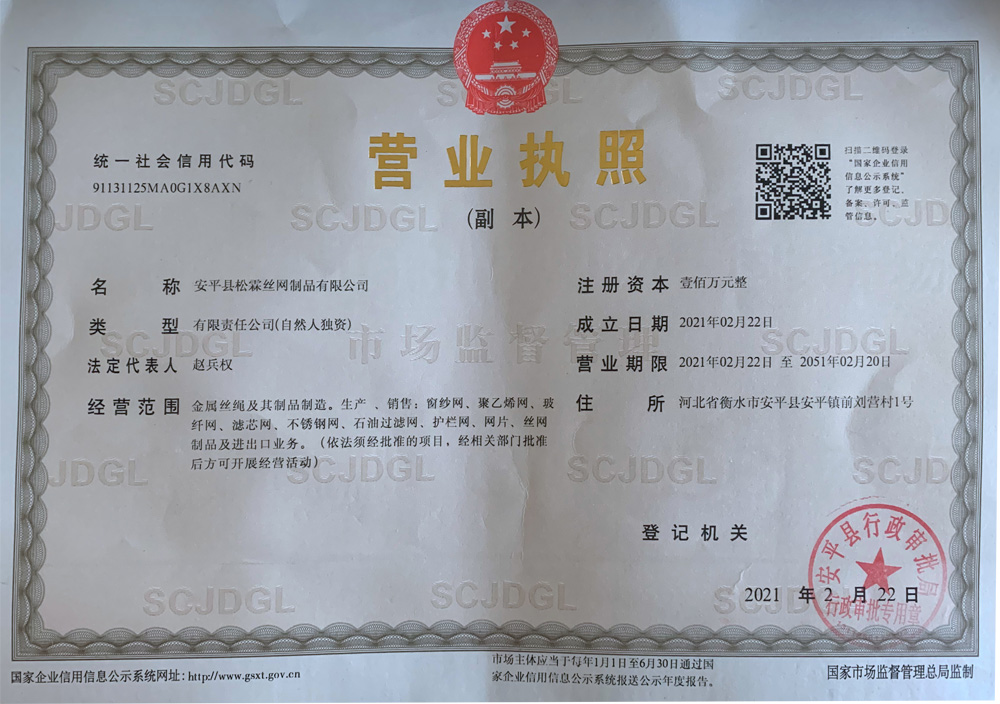 营业执照
(副 本)
统一社会信用代码
91131125MA0G1X8AXN
扫描二维码登录
“国家企业信用
信息公示系统”
了解更多登记、
备案、许可、监
管信息。
名 称 安平县松霖丝网制品有限公司
类 型 有限责任公司(自然人独资)
法定代表人 赵兵权
经营范围 金属丝绳及其制品制造。生产、销售：窗纱网、聚乙烯网、玻
纤网、滤芯网、不锈钢网、石油过滤网、护栏网、网片、丝网
制品及进出口业务。（依法须经批准的项目，经相关部门批准
后方可开展经营活动）
注册资本 壹佰万元整
成立日期 2021年02月22日
营业期限 2021年02月22日 至 2051年02月20日
住 所 河北省衡水市安平县安平镇前刘营村1号
市场监督管理
SCJDGL
登记机关
安平县行政审批局
行政审批专用章
2021 年 2 月 22 日
国家企业信用信息公示系统网址：http://www.gsxt.gov.cn
市场主体应当于每年1月1日至6月30日通过国
家企业信用信息公示系统报送公示年度报告。
国家市场监督管理总局监制